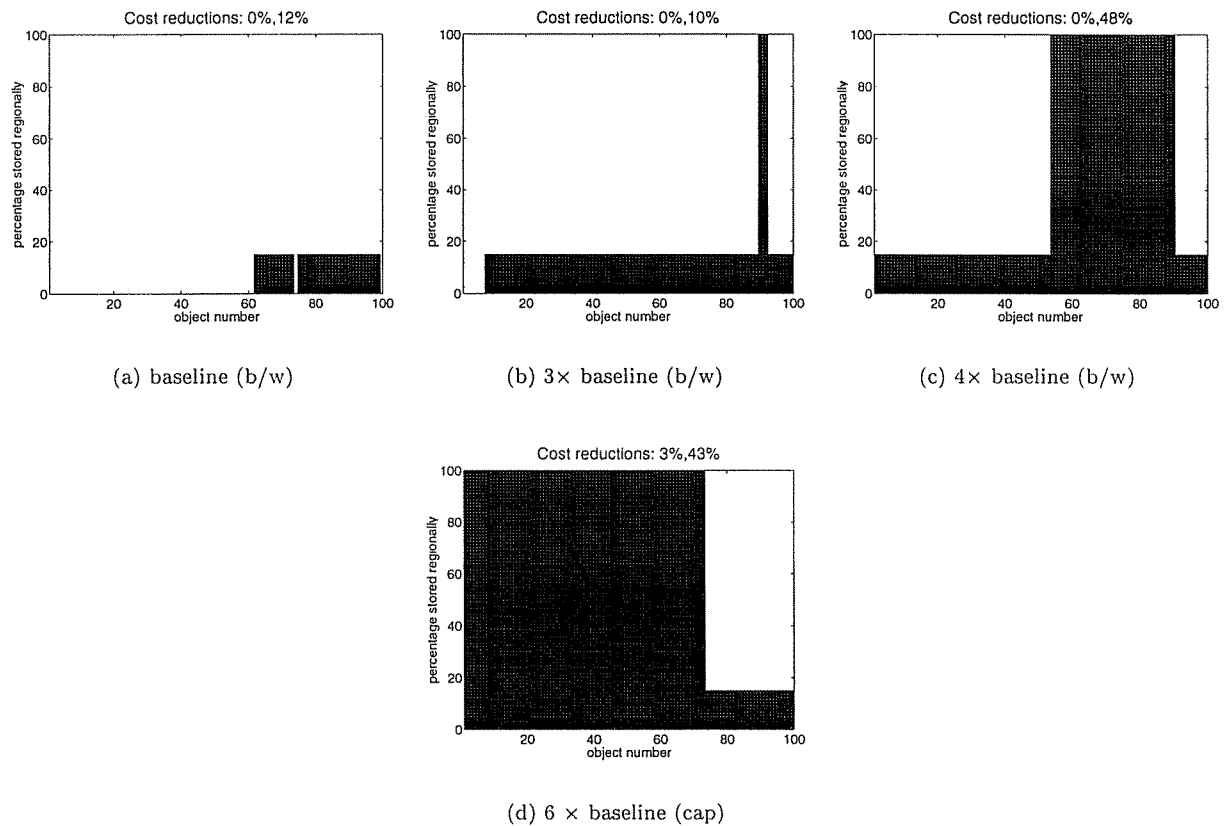 Cost reductions: 0%,12%
100
80
60
40
20
0
percentage stored regionally
20
40
60
80
100
object number
(a) baseline (b/w)
Cost reductions: 0%,10%
100
80
60
40
20
0
percentage stored regionally
20
40
60
80
100
object number
(b) 3× baseline (b/w)
Cost reductions: 0%,48%
100
80
60
40
20
0
percentage stored regionally
20
40
60
80
100
object number
(c) 4× baseline (b/w)
Cost reductions: 3%,43%
100
80
60
40
20
0
percentage stored regionally
20
40
60
80
100
object number
(d) 6 × baseline (cap)